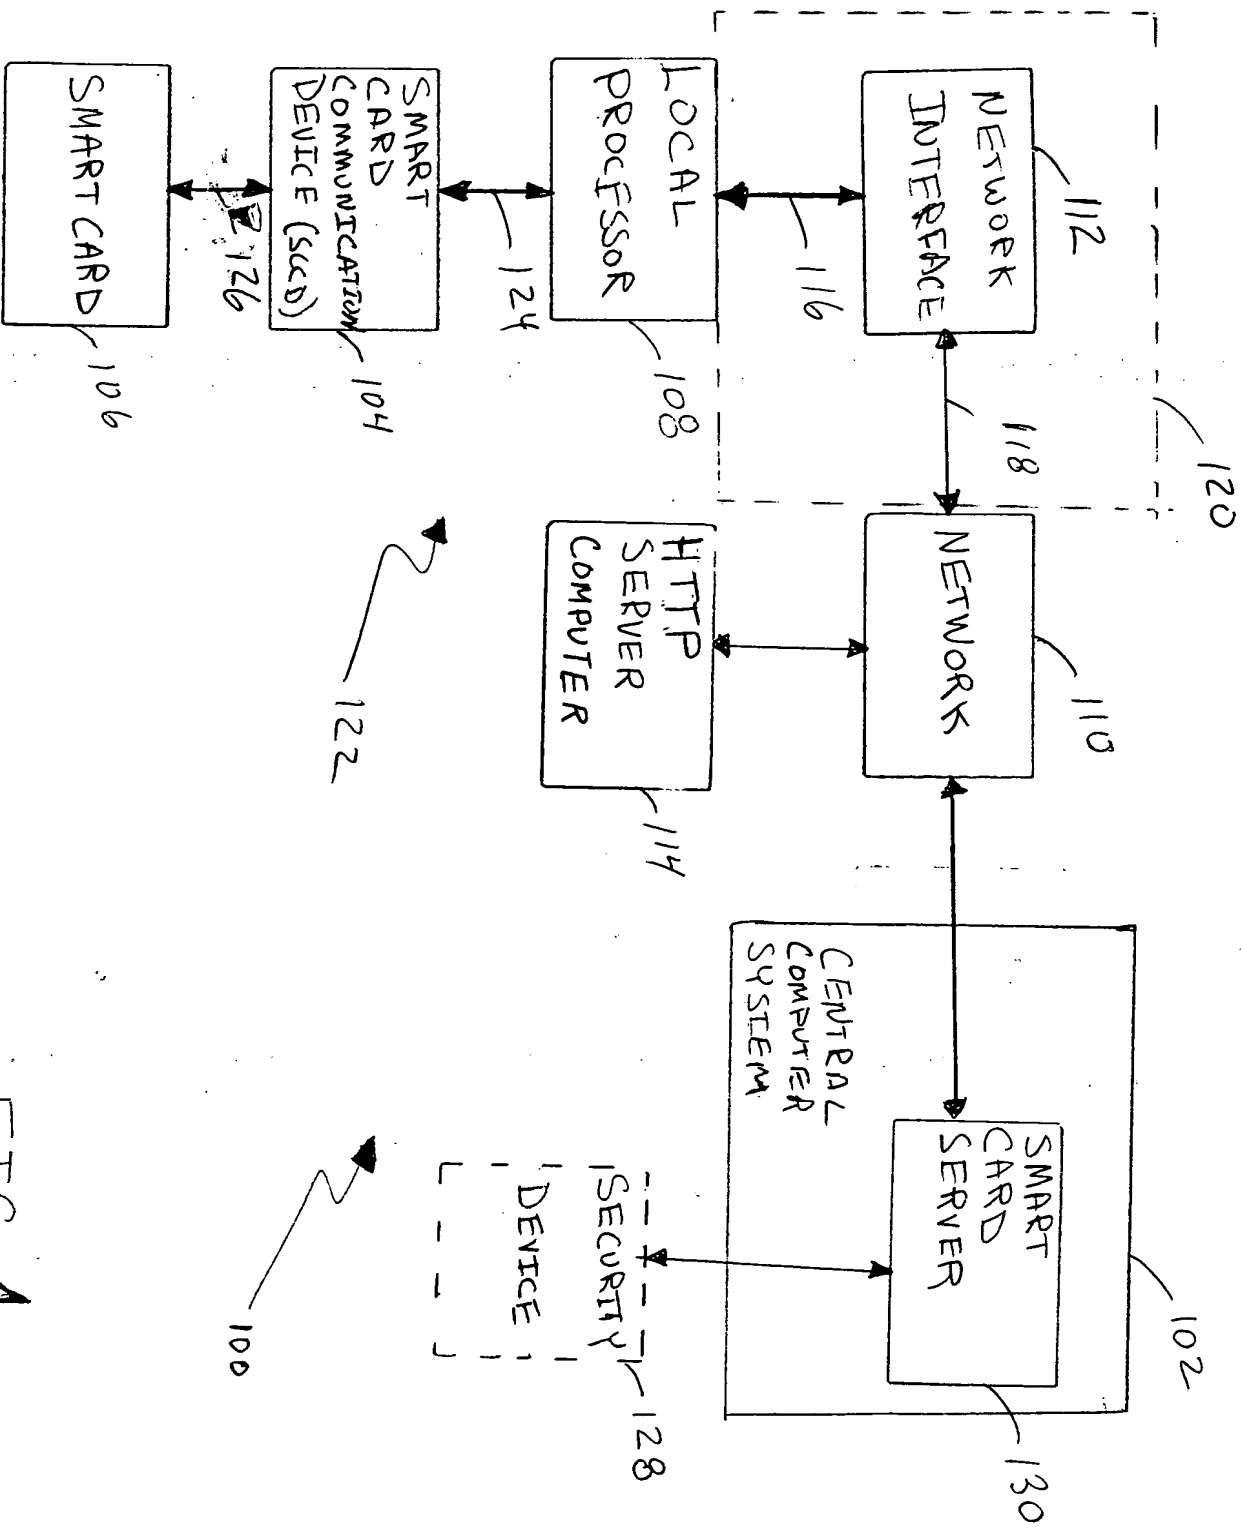 NETWORK
INTERFACE
112
120
116
118
LOCAL
PROCESSOR
108
124
SMART
CARD
COMMUNICATION
DEVICE (SCCD)
104
126
SMART CARD
106
NETWORK
110
HTTP
SERVER
COMPUTER
114
122
CENTRAL
COMPUTER
SYSTEM
102
SMART
CARD
SERVER
130
SECURITY
DEVICE
128
100